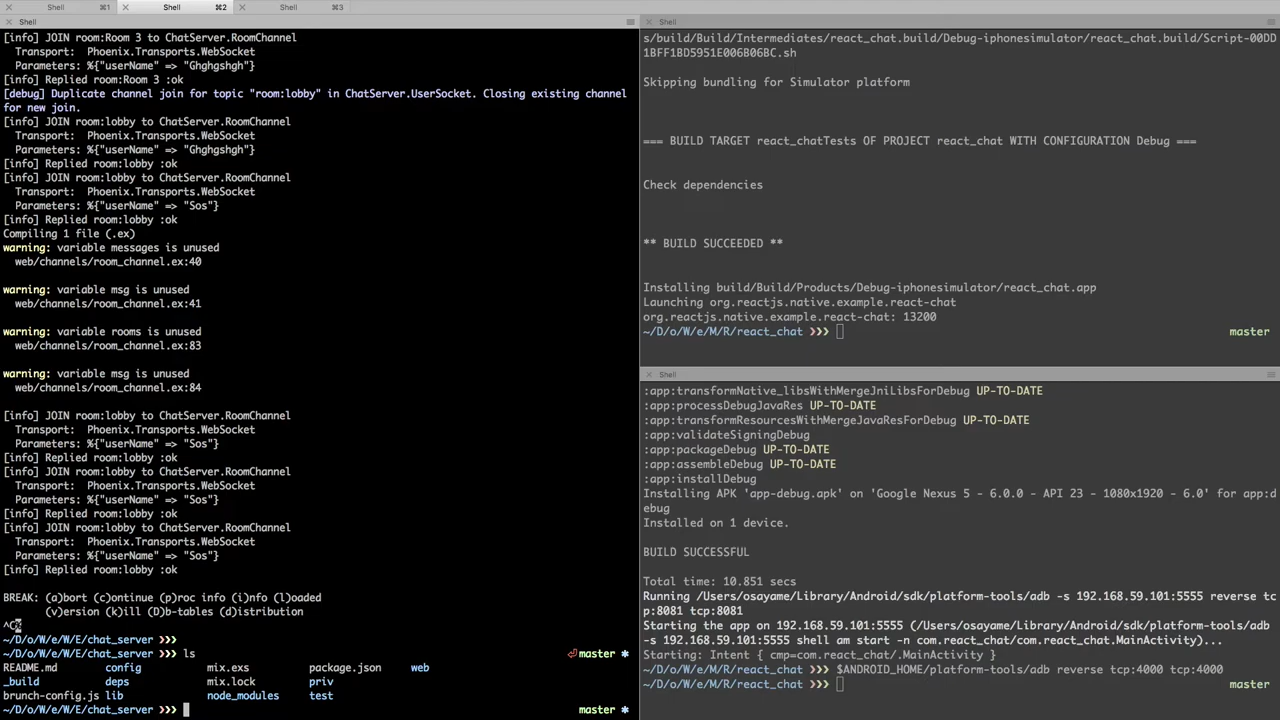 Shell ⌘1
Shell ⌘2
Shell ⌘3
Shell
[info] JOIN room:Room 3 to ChatServer.RoomChannel
Transport:  Phoenix.Transports.WebSocket
Parameters: %{"userName" => "Ghghgshgh"}
[info] Replied room:Room 3 :ok
[debug] Duplicate channel join for topic "room:lobby" in ChatServer.UserSocket. Closing existing channel
for new join.
[info] JOIN room:lobby to ChatServer.RoomChannel
Transport:  Phoenix.Transports.WebSocket
Parameters: %{"userName" => "Ghghgshgh"}
[info] Replied room:lobby :ok
[info] JOIN room:lobby to ChatServer.RoomChannel
Transport:  Phoenix.Transports.WebSocket
Parameters: %{"userName" => "Sos"}
[info] Replied room:lobby :ok
Compiling 1 file (.ex)
warning: variable messages is unused
web/channels/room_channel.ex:40
warning: variable msg is unused
web/channels/room_channel.ex:41
warning: variable rooms is unused
web/channels/room_channel.ex:83
warning: variable msg is unused
web/channels/room_channel.ex:84
[info] JOIN room:lobby to ChatServer.RoomChannel
Transport:  Phoenix.Transports.WebSocket
Parameters: %{"userName" => "Sos"}
[info] Replied room:lobby :ok
[info] JOIN room:lobby to ChatServer.RoomChannel
Transport:  Phoenix.Transports.WebSocket
Parameters: %{"userName" => "Sos"}
[info] Replied room:lobby :ok
[info] JOIN room:lobby to ChatServer.RoomChannel
Transport:  Phoenix.Transports.WebSocket
Parameters: %{"userName" => "Sos"}
[info] Replied room:lobby :ok
BREAK: (a)bort (c)ontinue (p)roc info (i)nfo (l)oaded
(v)ersion (k)ill (D)b-tables (d)istribution
^C
~/D/o/W/e/W/E/chat_server ❯❯❯
~/D/o/W/e/W/E/chat_server ❯❯❯ ls ⏎ master ✱
README.md config mix.exs package.json web
_build deps mix.lock priv
brunch-config.js lib node_modules test
~/D/o/W/e/W/E/chat_server ❯❯❯ master ✱
Shell
s/build/Build/Intermediates/react_chat.build/Debug-iphonesimulator/react_chat.build/Script-00DD
1BFF1BD5951E006B06BC.sh
Skipping bundling for Simulator platform
=== BUILD TARGET react_chatTests OF PROJECT react_chat WITH CONFIGURATION Debug ===
Check dependencies
** BUILD SUCCEEDED **
Installing build/Build/Products/Debug-iphonesimulator/react_chat.app
Launching org.reactjs.native.example.react-chat
org.reactjs.native.example.react-chat: 13200
~/D/o/W/e/M/R/react_chat ❯❯❯ master
Shell
:app:transformNative_libsWithMergeJniLibsForDebug UP-TO-DATE
:app:processDebugJavaRes UP-TO-DATE
:app:transformResourcesWithMergeJavaResForDebug UP-TO-DATE
:app:validateSigningDebug
:app:packageDebug UP-TO-DATE
:app:assembleDebug UP-TO-DATE
:app:installDebug
Installing APK 'app-debug.apk' on 'Google Nexus 5 - 6.0.0 - API 23 - 1080x1920 - 6.0' for app:d
ebug
Installed on 1 device.
BUILD SUCCESSFUL
Total time: 10.851 secs
Running /Users/osayame/Library/Android/sdk/platform-tools/adb -s 192.168.59.101:5555 reverse tc
p:8081 tcp:8081
Starting the app on 192.168.59.101:5555 (/Users/osayame/Library/Android/sdk/platform-tools/adb
-s 192.168.59.101:5555 shell am start -n com.react_chat/com.react_chat.MainActivity)...
Starting: Intent { cmp=com.react_chat/.MainActivity }
~/D/o/W/e/M/R/react_chat ❯❯❯ $ANDROID_HOME/platform-tools/adb reverse tcp:4000 tcp:4000
~/D/o/W/e/M/R/react_chat ❯❯❯ master